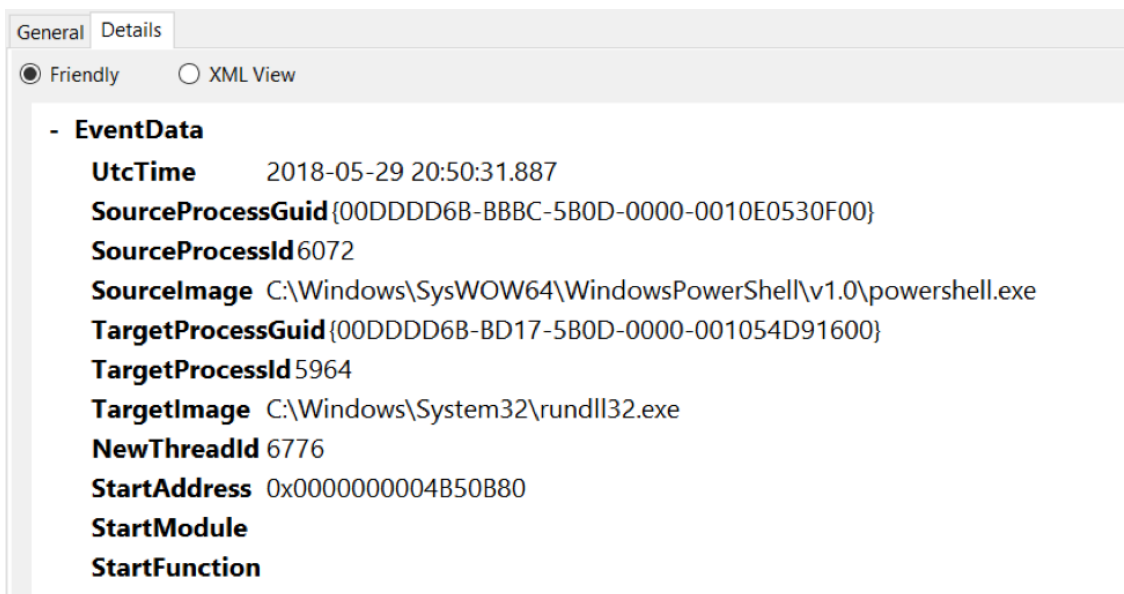 General Details
Friendly XML View
- EventData
UtcTime 2018-05-29 20:50:31.887
SourceProcessGuid {00DDDD6B-BBBC-5B0D-0000-0010E0530F00}
SourceProcessId 6072
SourceImage C:\Windows\SysWOW64\WindowsPowerShell\v1.0\powershell.exe
TargetProcessGuid {00DDDD6B-BD17-5B0D-0000-001054D91600}
TargetProcessId 5964
TargetImage C:\Windows\System32\rundll32.exe
NewThreadId 6776
StartAddress 0x0000000004B50B80
StartModule
StartFunction